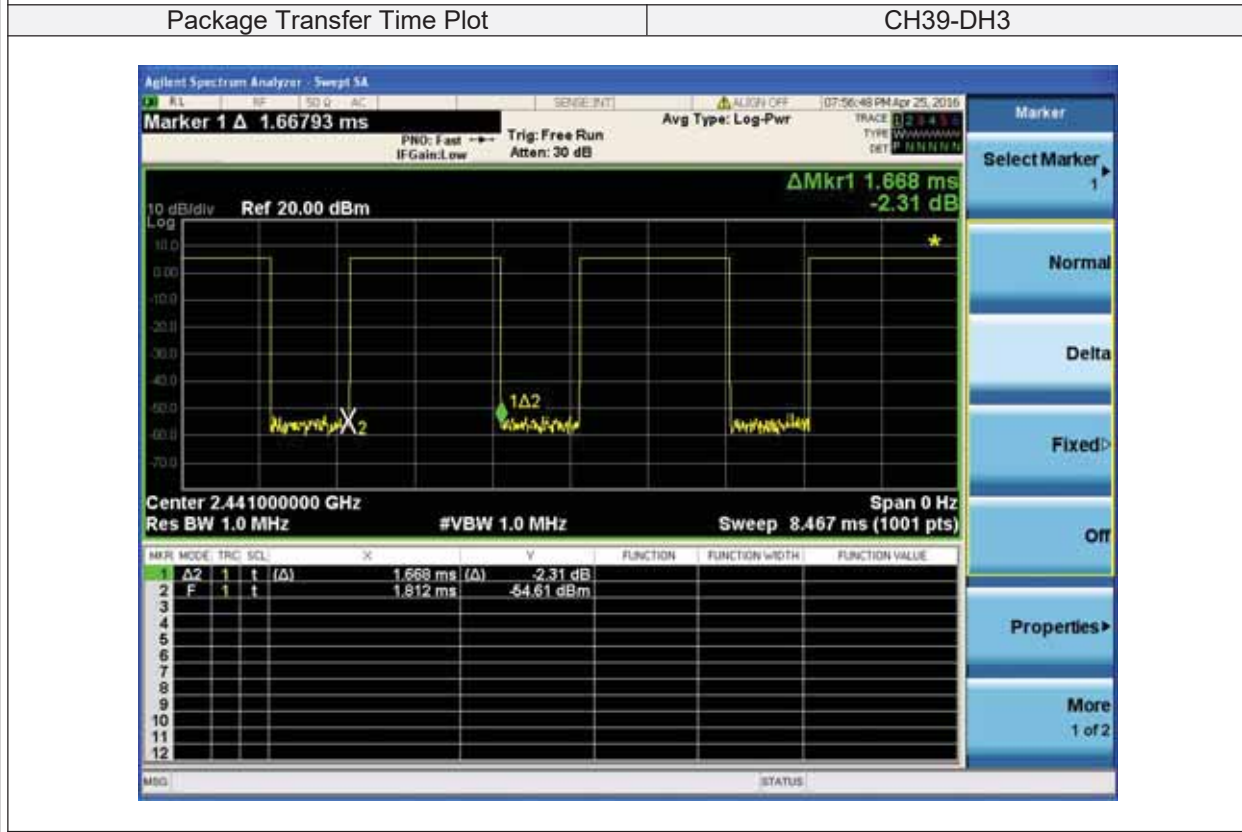 Package Transfer Time Plot CH39-DH3
Agilent Spectrum Analyzer - Swept SA
RL RF 50 Ω AC SENSE:INT ALIGN OFF 07:56:48 PM Apr 25, 2016
Marker 1 Δ 1.66793 ms
PNO: Fast
IFGain:Low
Trig: Free Run
Atten: 30 dB
Avg Type: Log-Pwr
TRACE 1 2 3 4 5 6
TYPE W
DET P N N N N N
ΔMkr1 1.668 ms
-2.31 dB
10 dB/div Ref 20.00 dBm
Log
10.0
0.00
-10.0
-20.0
-30.0
-40.0
-50.0
-60.0
-70.0
1Δ2
X2
Center 2.441000000 GHz Span 0 Hz
Res BW 1.0 MHz #VBW 1.0 MHz Sweep 8.467 ms (1001 pts)
MKR MODE TRC SCL X Y FUNCTION FUNCTION WIDTH FUNCTION VALUE
1 Δ2 1 t (Δ) 1.668 ms (Δ) -2.31 dB
2 F 1 t 1.812 ms -54.61 dBm
3
4
5
6
7
8
9
10
11
12
MSG STATUS
Marker
Select Marker
1
Normal
Delta
Fixed
Off
Properties
More
1 of 2